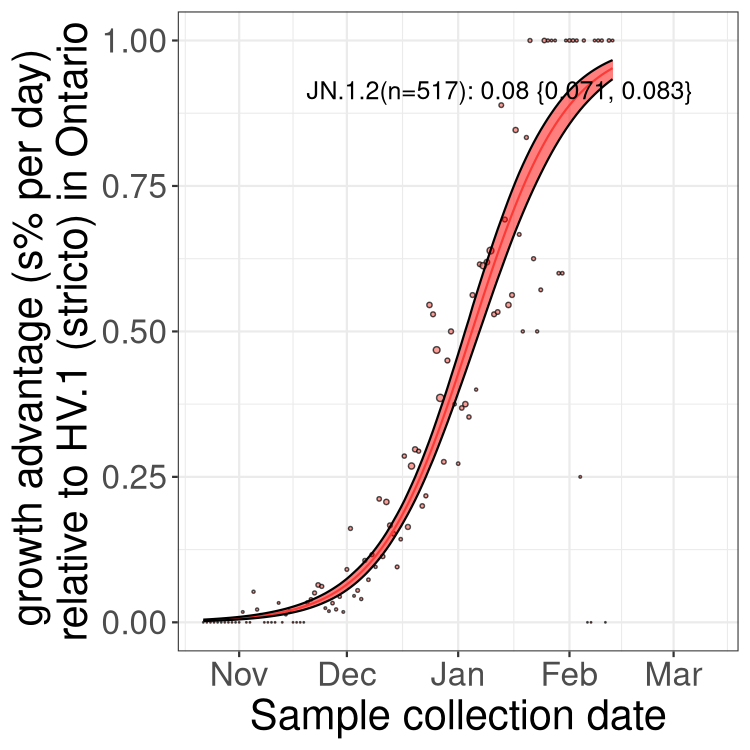 growth advantage (s% per day)
relative to HV.1 (stricto) in Ontario
1.00
0.75
0.50
0.25
0.00
JN.1.2(n=517): 0.08 {0.071, 0.083}
Nov Dec Jan Feb Mar
Sample collection date